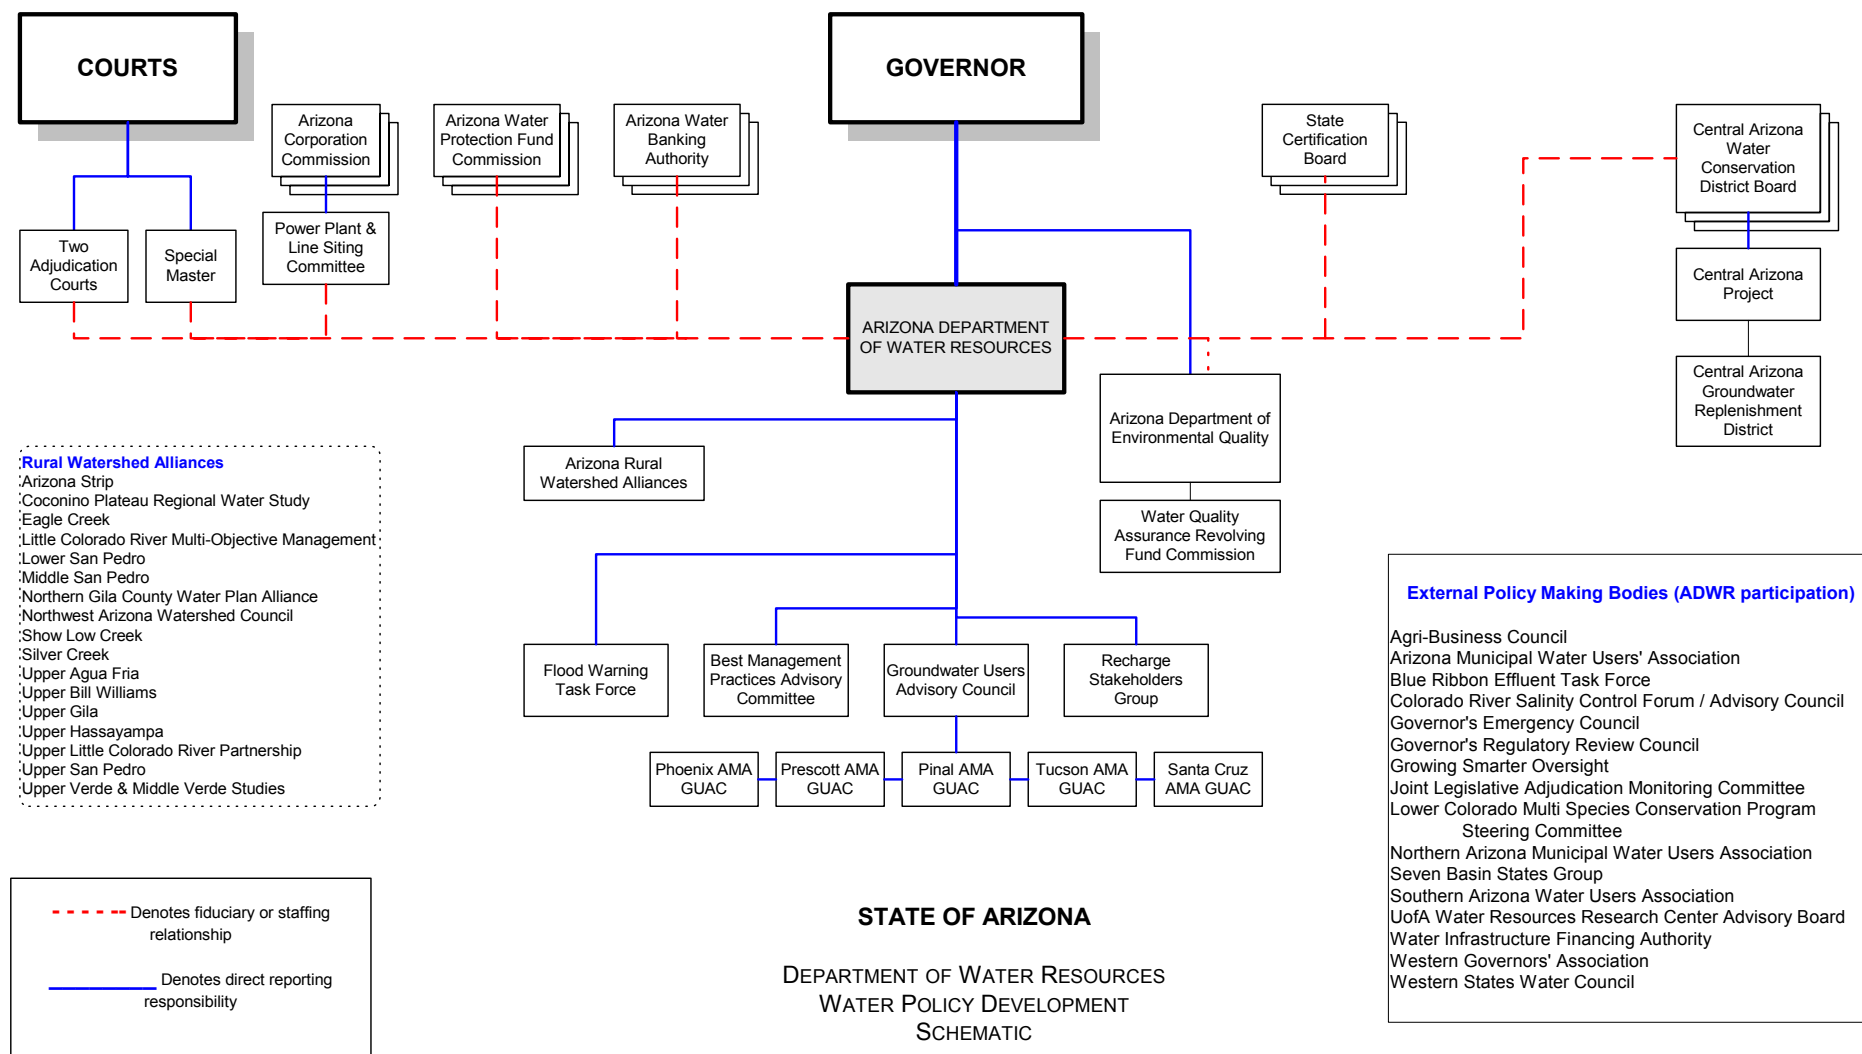 COURTS
GOVERNOR
Arizona
Corporation
Commission
Arizona Water
Protection Fund
Commission
Arizona Water
Banking
Authority
State
Certification
Board
Central Arizona
Water
Conservation
District Board
Two
Adjudication
Courts
Special
Master
Power Plant &
Line Siting
Committee
Central Arizona
Project
ARIZONA DEPARTMENT
OF WATER RESOURCES
Central Arizona
Groundwater
Replenishment
District
Arizona Department of
Environmental Quality
Arizona Rural
Watershed Alliances
Water Quality
Assurance Revolving
Fund Commission
Rural Watershed Alliances
Arizona Strip
Coconino Plateau Regional Water Study
Eagle Creek
Little Colorado River Multi-Objective Management
Lower San Pedro
Middle San Pedro
Northern Gila County Water Plan Alliance
Northwest Arizona Watershed Council
Show Low Creek
Silver Creek
Upper Agua Fria
Upper Bill Williams
Upper Gila
Upper Hassayampa
Upper Little Colorado River Partnership
Upper San Pedro
Upper Verde & Middle Verde Studies
Flood Warning
Task Force
Best Management
Practices Advisory
Committee
Groundwater Users
Advisory Council
Recharge
Stakeholders
Group
Phoenix AMA
GUAC
Prescott AMA
GUAC
Pinal AMA
GUAC
Tucson AMA
GUAC
Santa Cruz
AMA GUAC
External Policy Making Bodies (ADWR participation)
Agri-Business Council
Arizona Municipal Water Users' Association
Blue Ribbon Effluent Task Force
Colorado River Salinity Control Forum / Advisory Council
Governor's Emergency Council
Governor's Regulatory Review Council
Growing Smarter Oversight
Joint Legislative Adjudication Monitoring Committee
Lower Colorado Multi Species Conservation Program
Steering Committee
Northern Arizona Municipal Water Users Association
Seven Basin States Group
Southern Arizona Water Users Association
UofA Water Resources Research Center Advisory Board
Water Infrastructure Financing Authority
Western Governors' Association
Western States Water Council
Denotes fiduciary or staffing
relationship
Denotes direct reporting
responsibility
STATE OF ARIZONA
DEPARTMENT OF WATER RESOURCES
WATER POLICY DEVELOPMENT
SCHEMATIC